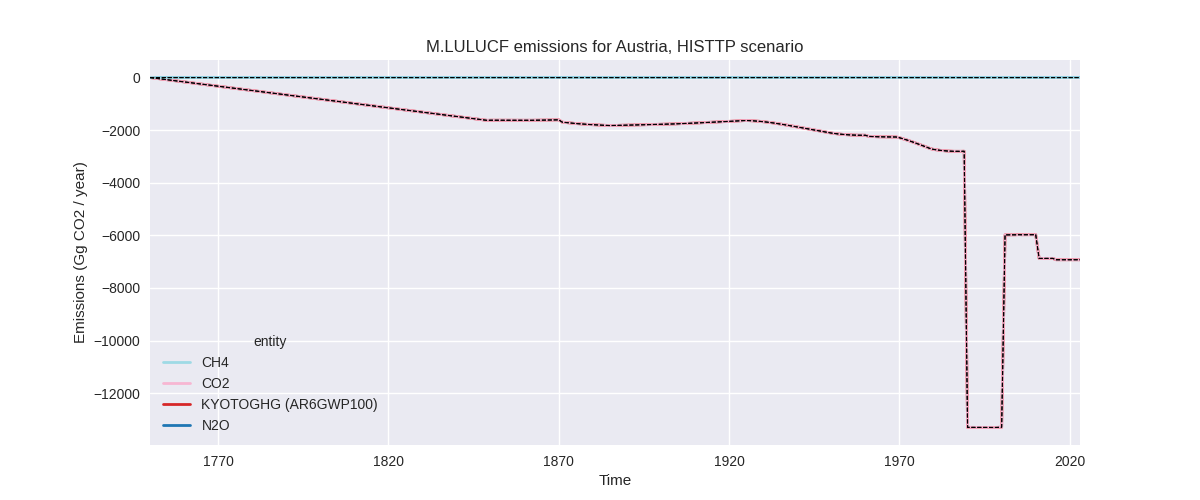 M.LULUCF emissions for Austria, HISTTP scenario
Emissions (Gg CO2 / year)
0
−2000
−4000
−6000
−8000
−10000
−12000
entity
CH4
CO2
KYOTOGHG (AR6GWP100)
N2O
1770 1820 1870 1920 1970 2020
Time